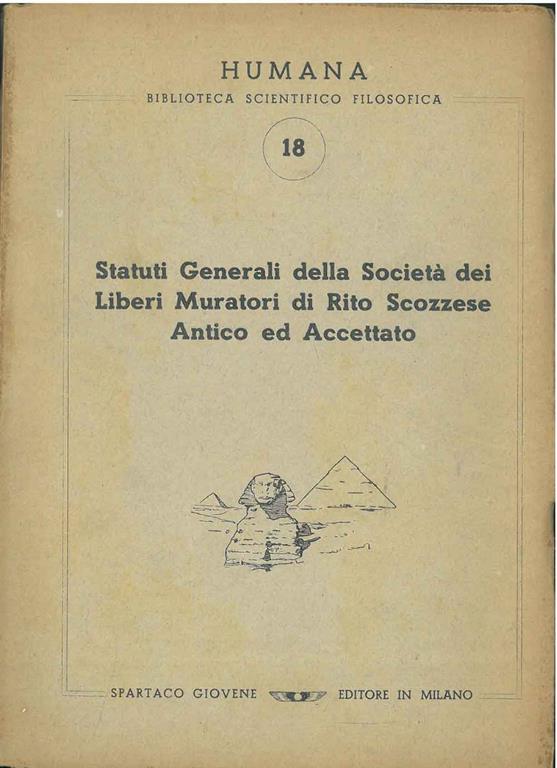 HUMANA
BIBLIOTECA SCIENTIFICO FILOSOFICA
18
Statuti Generali della Società dei
Liberi Muratori di Rito Scozzese
Antico ed Accettato
SPARTACO GIOVENE EDITORE IN MILANO